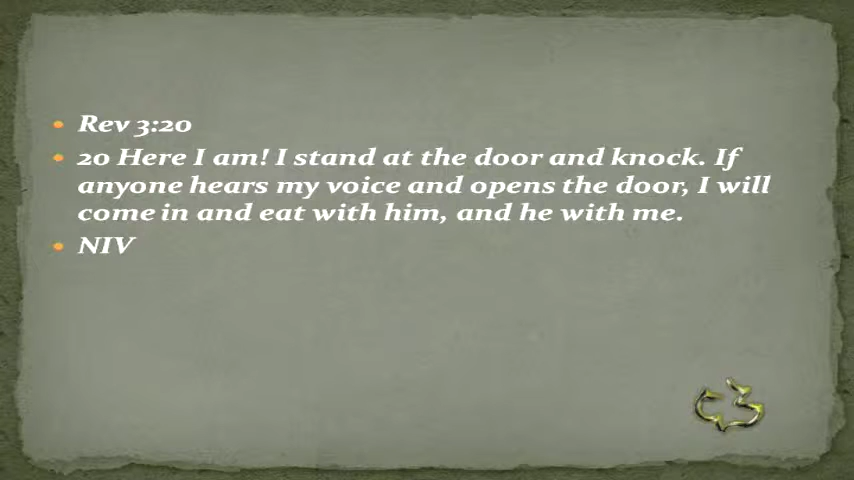 Rev 3:20
20 Here I am! I stand at the door and knock. If
anyone hears my voice and opens the door, I will
come in and eat with him, and he with me.
NIV